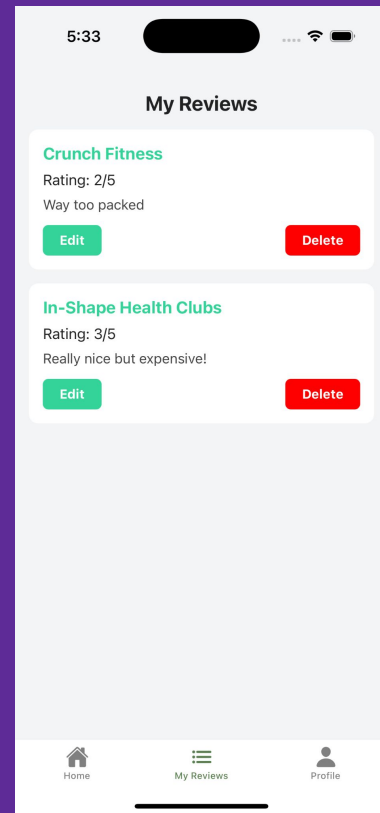 5:33
My Reviews
Crunch Fitness
Rating: 2/5
Way too packed
Edit Delete
In-Shape Health Clubs
Rating: 3/5
Really nice but expensive!
Edit Delete
Home My Reviews Profile